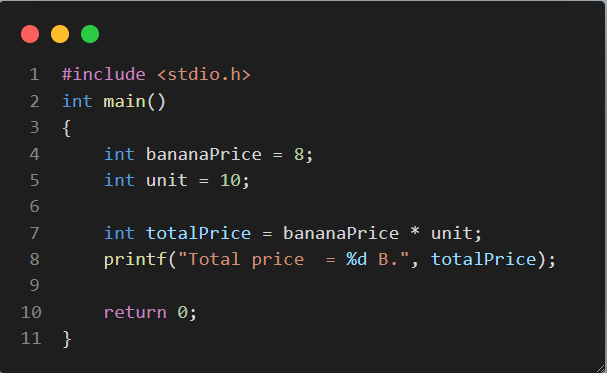 1 #include <stdio.h>
2 int main()
3 {
4     int bananaPrice = 8;
5     int unit = 10;
6
7     int totalPrice = bananaPrice * unit;
8     printf("Total price  = %d B.", totalPrice);
9
10     return 0;
11 }